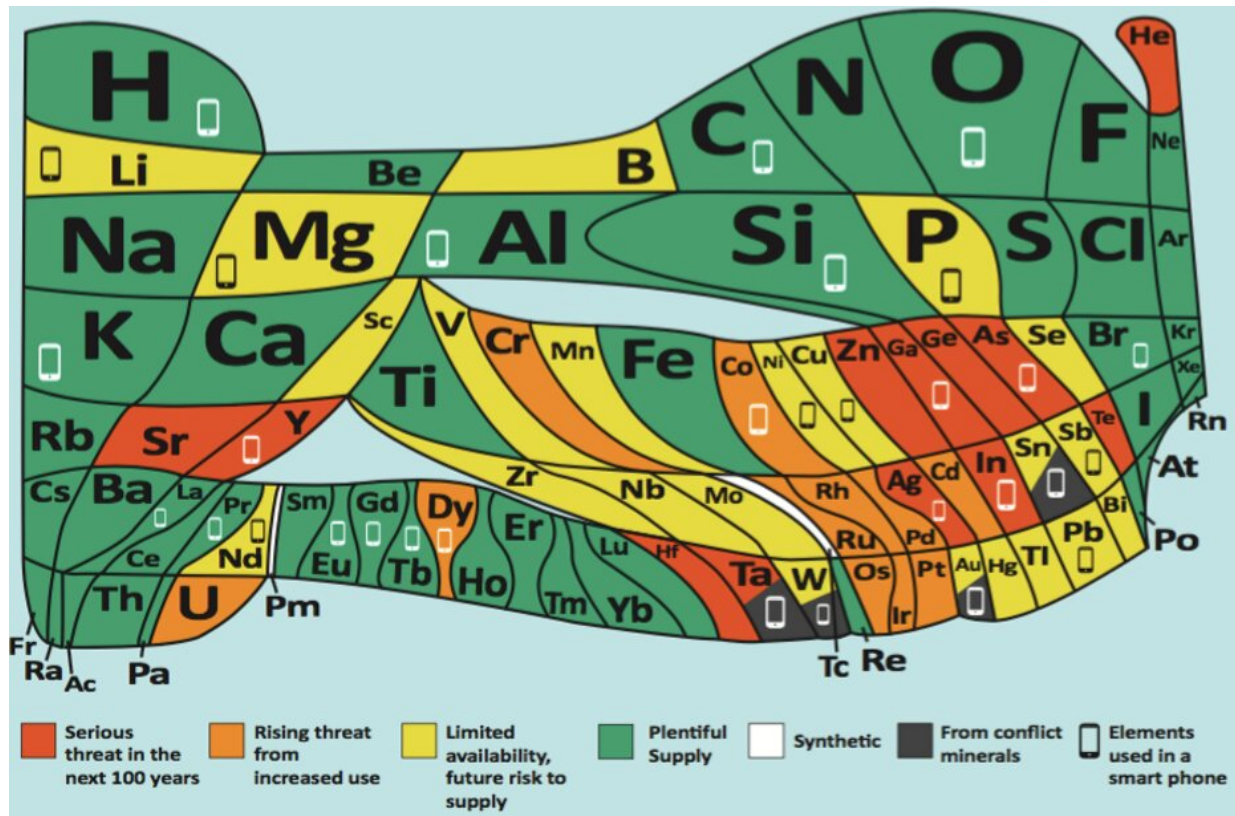 H
He
C
N
O
F
Ne
Li
Be
B
Na
Mg
Al
Si
P
S
Cl
Ar
K
Ca
Sc
Ti
V
Cr
Mn
Fe
Co
Ni
Cu
Zn
Ga
Ge
As
Se
Br
Kr
Rb
Sr
Y
Zr
Nb
Mo
Tc
Ru
Rh
Pd
Ag
Cd
In
Sn
Sb
Te
I
Xe
Cs
Ba
La
Ce
Pr
Nd
Pm
Sm
Eu
Gd
Tb
Dy
Ho
Er
Tm
Yb
Lu
Hf
Ta
W
Re
Os
Ir
Pt
Au
Hg
Tl
Pb
Bi
Po
At
Rn
Fr
Ra
Ac
Th
Pa
U
Serious
threat in the
next 100 years
Rising threat
from
increased use
Limited
availability,
future risk to
supply
Plentiful
Supply
Synthetic
From conflict
minerals
Elements
used in a
smart phone